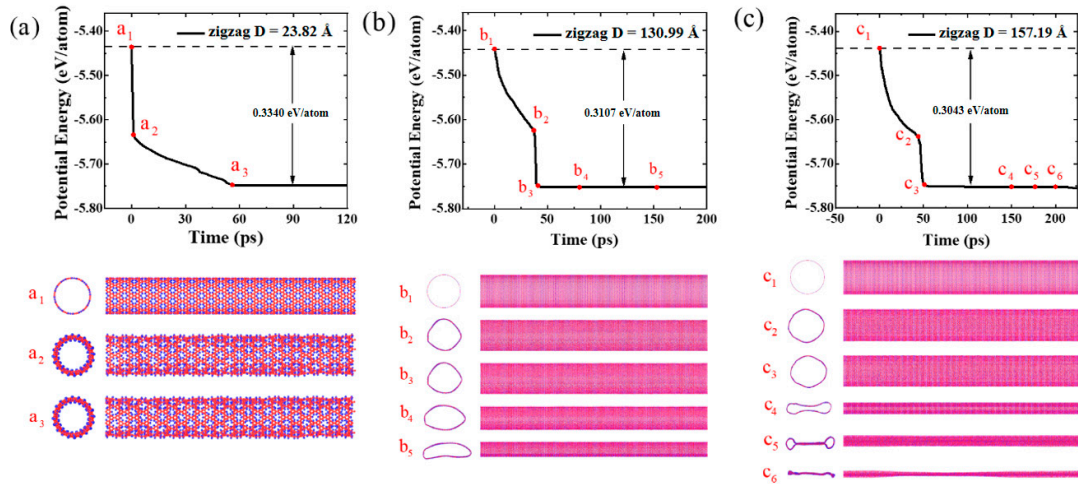 (a)
Potential Energy (eV/atom)
-5.40
-5.50
-5.60
-5.70
-5.80
a1
zigzag D = 23.82 Å
0.3340 eV/atom
a2
a3
0 30 60 90 120
Time (ps)
a1
a2
a3
(b)
Potential Energy (eV/atom)
-5.40
-5.50
-5.60
-5.70
-5.80
b1
zigzag D = 130.99 Å
0.3107 eV/atom
b2
b3
b4
b5
0 50 100 150 200
Time (ps)
b1
b2
b3
b4
b5
(c)
Potential Energy (eV/atom)
-5.40
-5.50
-5.60
-5.70
-5.80
c1
zigzag D = 157.19 Å
0.3043 eV/atom
c2
c3
c4 c5 c6
-50 0 50 100 150 200
Time (ps)
c1
c2
c3
c4
c5
c6